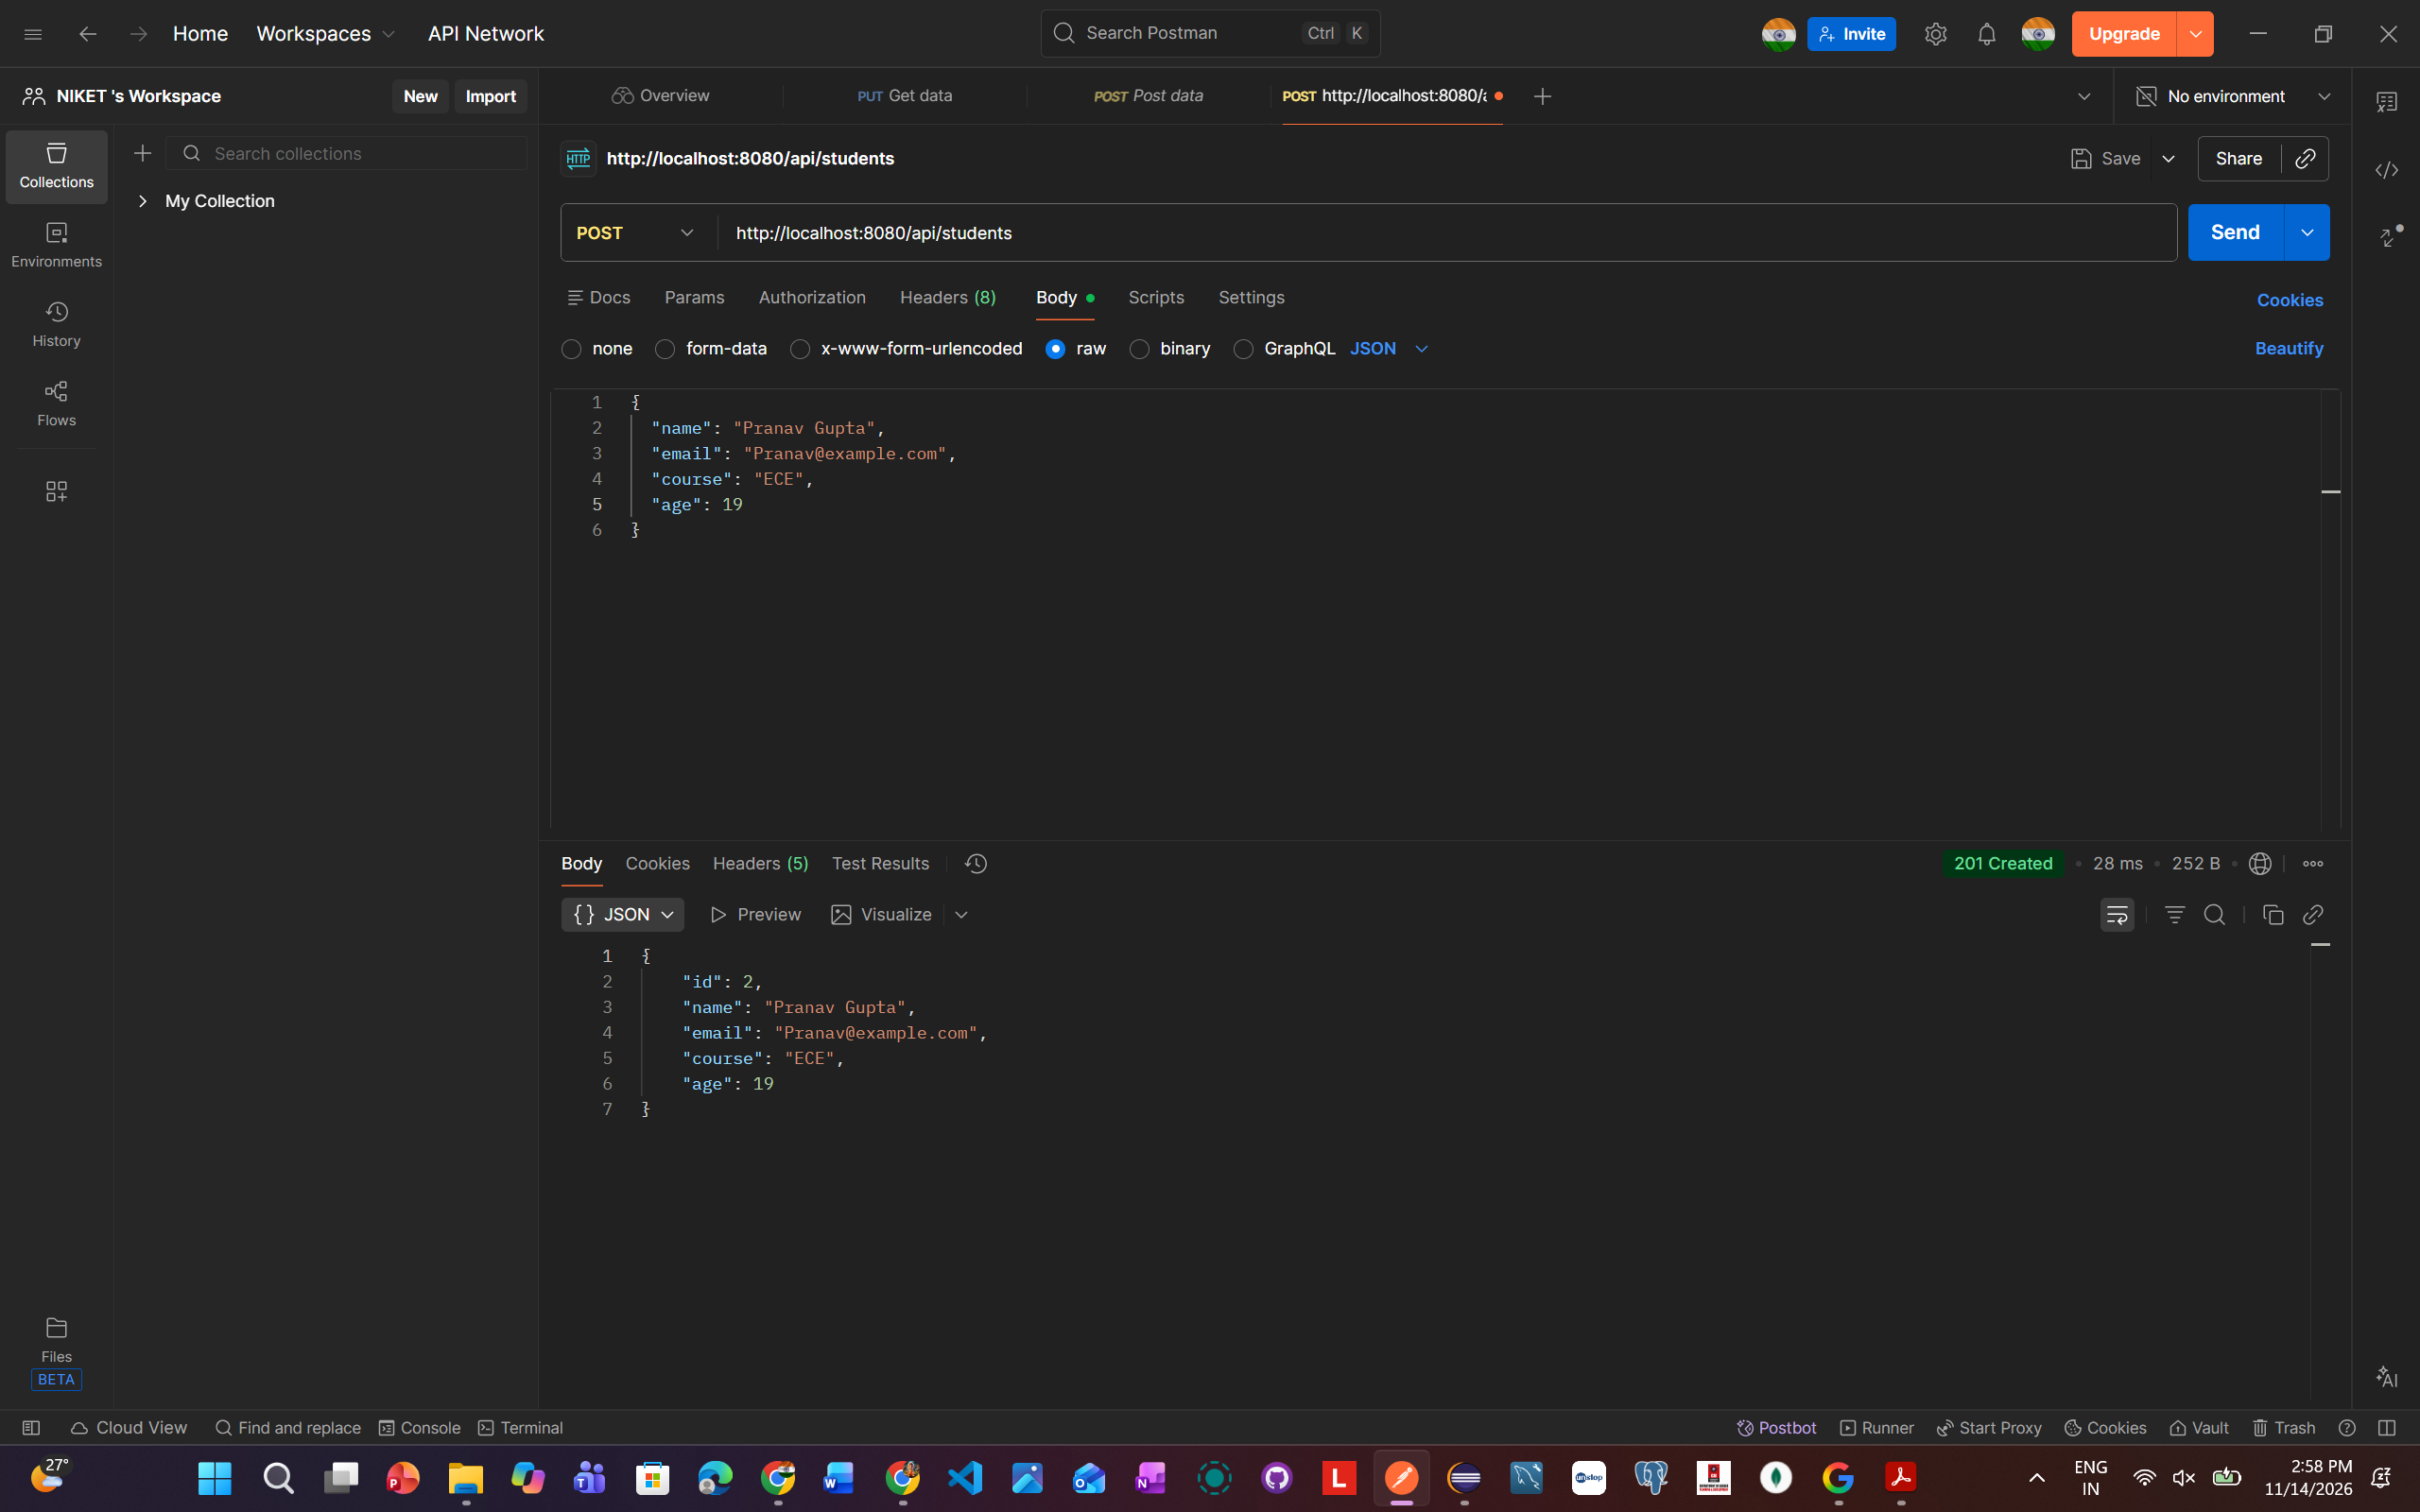 Home Workspaces API Network Search Postman Ctrl K Invite Upgrade
NIKET 's Workspace New Import Overview PUT Get data POST Post data POST http://localhost:8080/a No environment
Collections
Search collections
My Collection
Environments
History
Flows
HTTP http://localhost:8080/api/students Save Share
POST http://localhost:8080/api/students Send
Docs Params Authorization Headers (8) Body Scripts Settings Cookies
none form-data x-www-form-urlencoded raw binary GraphQL JSON Beautify
1 {
2 "name": "Pranav Gupta",
3 "email": "Pranav@example.com",
4 "course": "ECE",
5 "age": 19
6 }
Body Cookies Headers (5) Test Results 201 Created • 28 ms • 252 B
{} JSON Preview Visualize
1 {
2 "id": 2,
3 "name": "Pranav Gupta",
4 "email": "Pranav@example.com",
5 "course": "ECE",
6 "age": 19
7 }
Files
BETA
AI
Cloud View Find and replace Console Terminal Postbot Runner Start Proxy Cookies Vault Trash
27°
ENG
IN
2:58 PM
11/14/2026